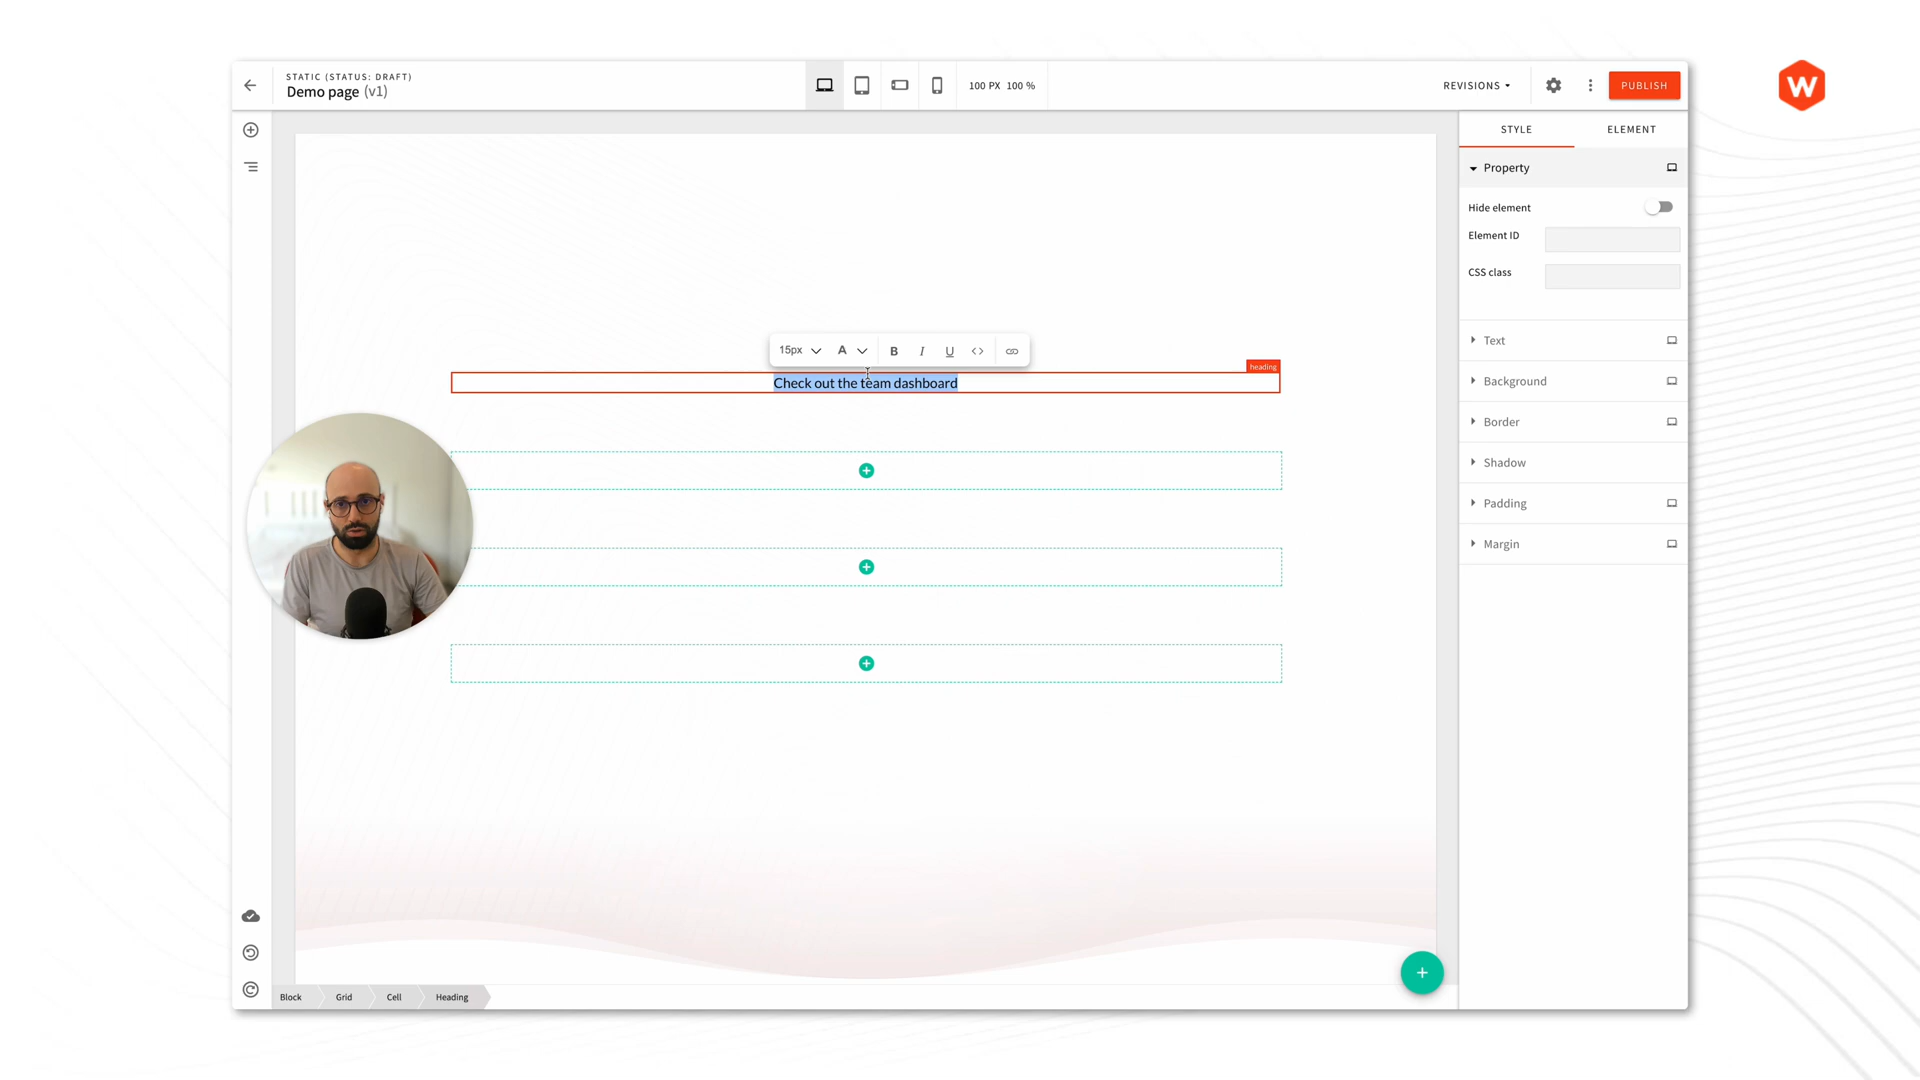 STATIC (STATUS: DRAFT)
Demo page (v1)
100 PX 100 %
REVISIONS
PUBLISH
W
STYLE
ELEMENT
Property
Hide element
Element ID
CSS class
Text
Background
Border
Shadow
Padding
Margin
15px
A
B
I
U
heading
Check out the team dashboard
Block
Grid
Cell
Heading